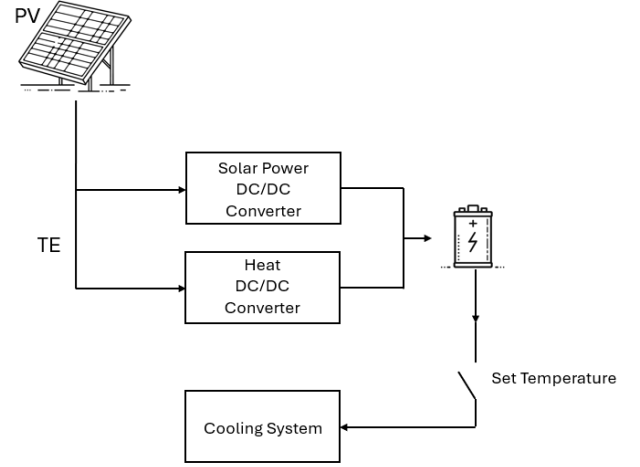 PV
Solar Power
DC/DC
Converter
TE
Heat
DC/DC
Converter
+
Set Temperature
Cooling System